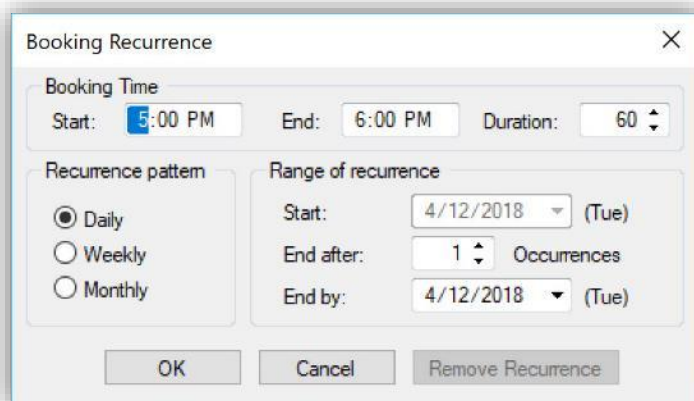 Booking Recurrence
Booking Time
Start: 5:00 PM End: 6:00 PM Duration: 60
Recurrence pattern
Daily
Weekly
Monthly
Range of recurrence
Start: 4/12/2018 (Tue)
End after: 1 Occurrences
End by: 4/12/2018 (Tue)
OK Cancel Remove Recurrence